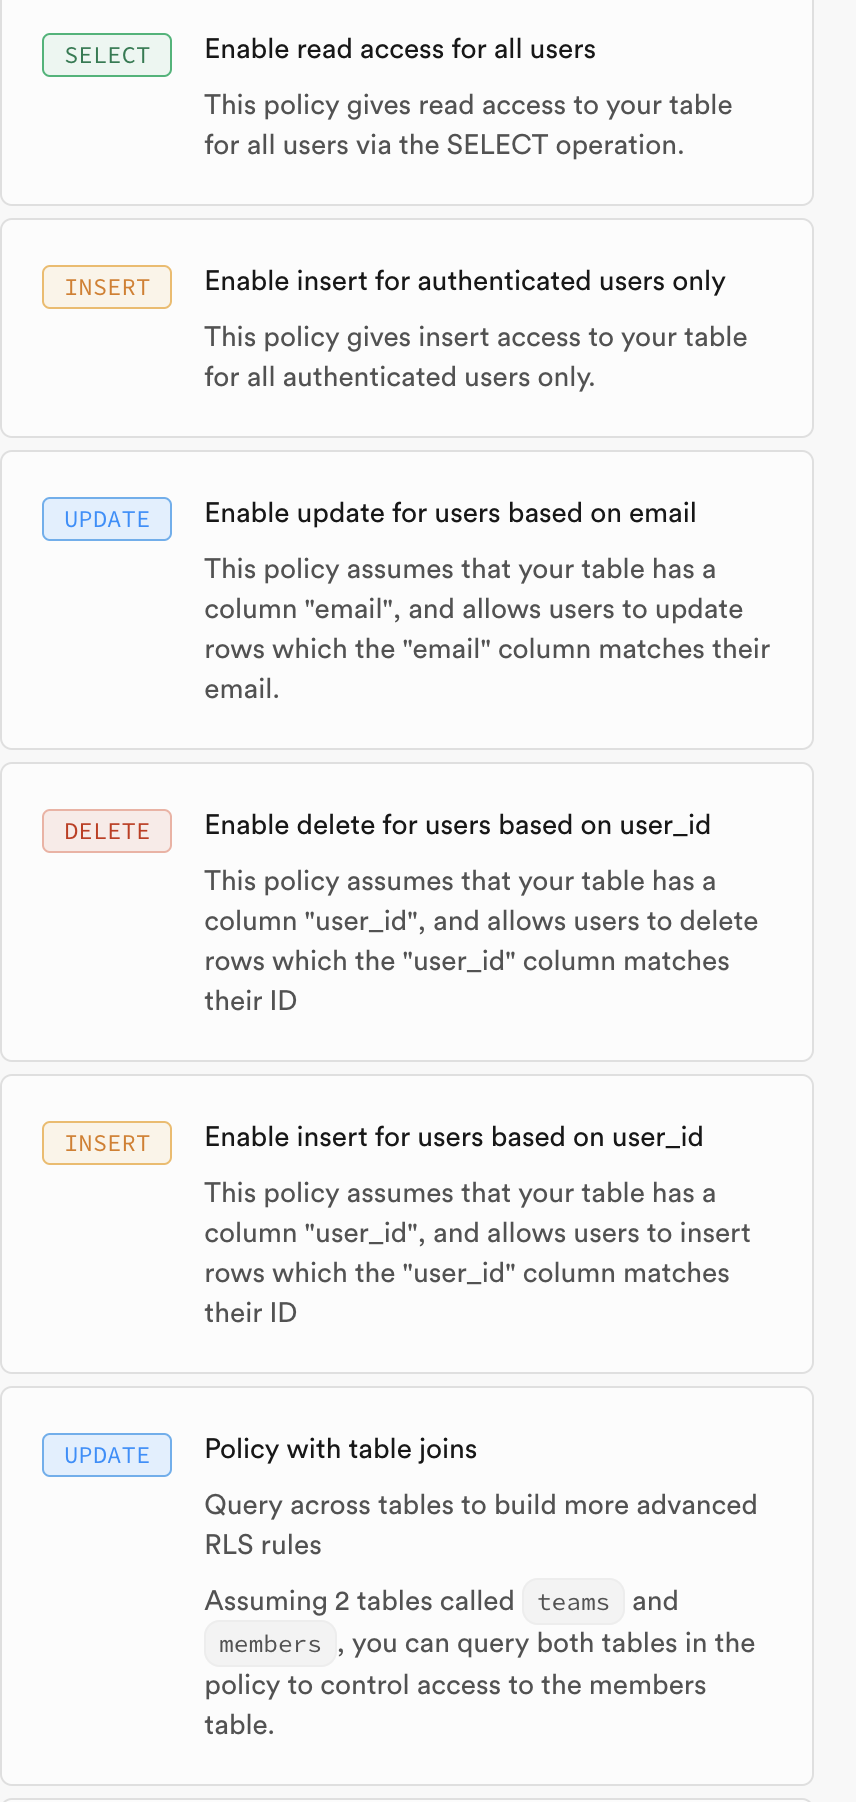 SELECT
Enable read access for all users
This policy gives read access to your table
for all users via the SELECT operation.
INSERT
Enable insert for authenticated users only
This policy gives insert access to your table
for all authenticated users only.
UPDATE
Enable update for users based on email
This policy assumes that your table has a
column "email", and allows users to update
rows which the "email" column matches their
email.
DELETE
Enable delete for users based on user_id
This policy assumes that your table has a
column "user_id", and allows users to delete
rows which the "user_id" column matches
their ID
INSERT
Enable insert for users based on user_id
This policy assumes that your table has a
column "user_id", and allows users to insert
rows which the "user_id" column matches
their ID
UPDATE
Policy with table joins
Query across tables to build more advanced
RLS rules
Assuming 2 tables called teams and
members, you can query both tables in the
policy to control access to the members
table.